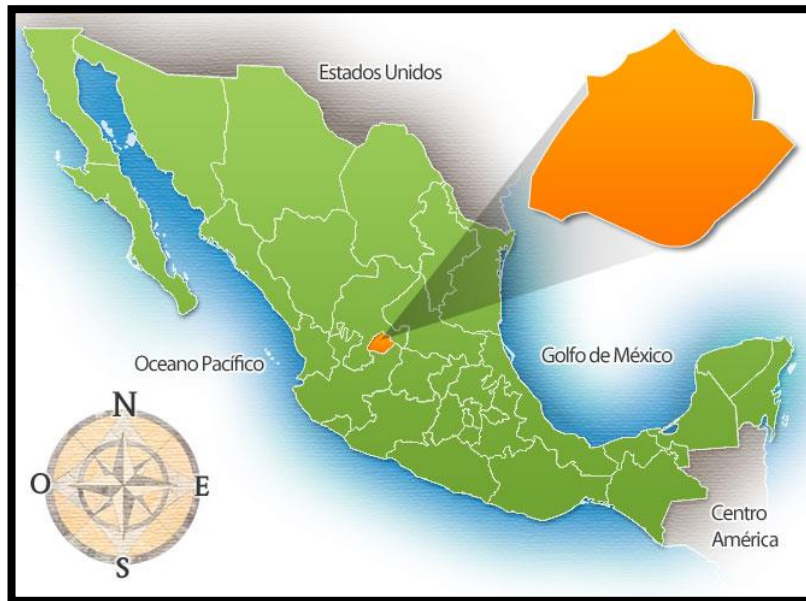 Estados Unidos
Golfo de México
Oceano Pacífico
N
O
E
S
Centro
América